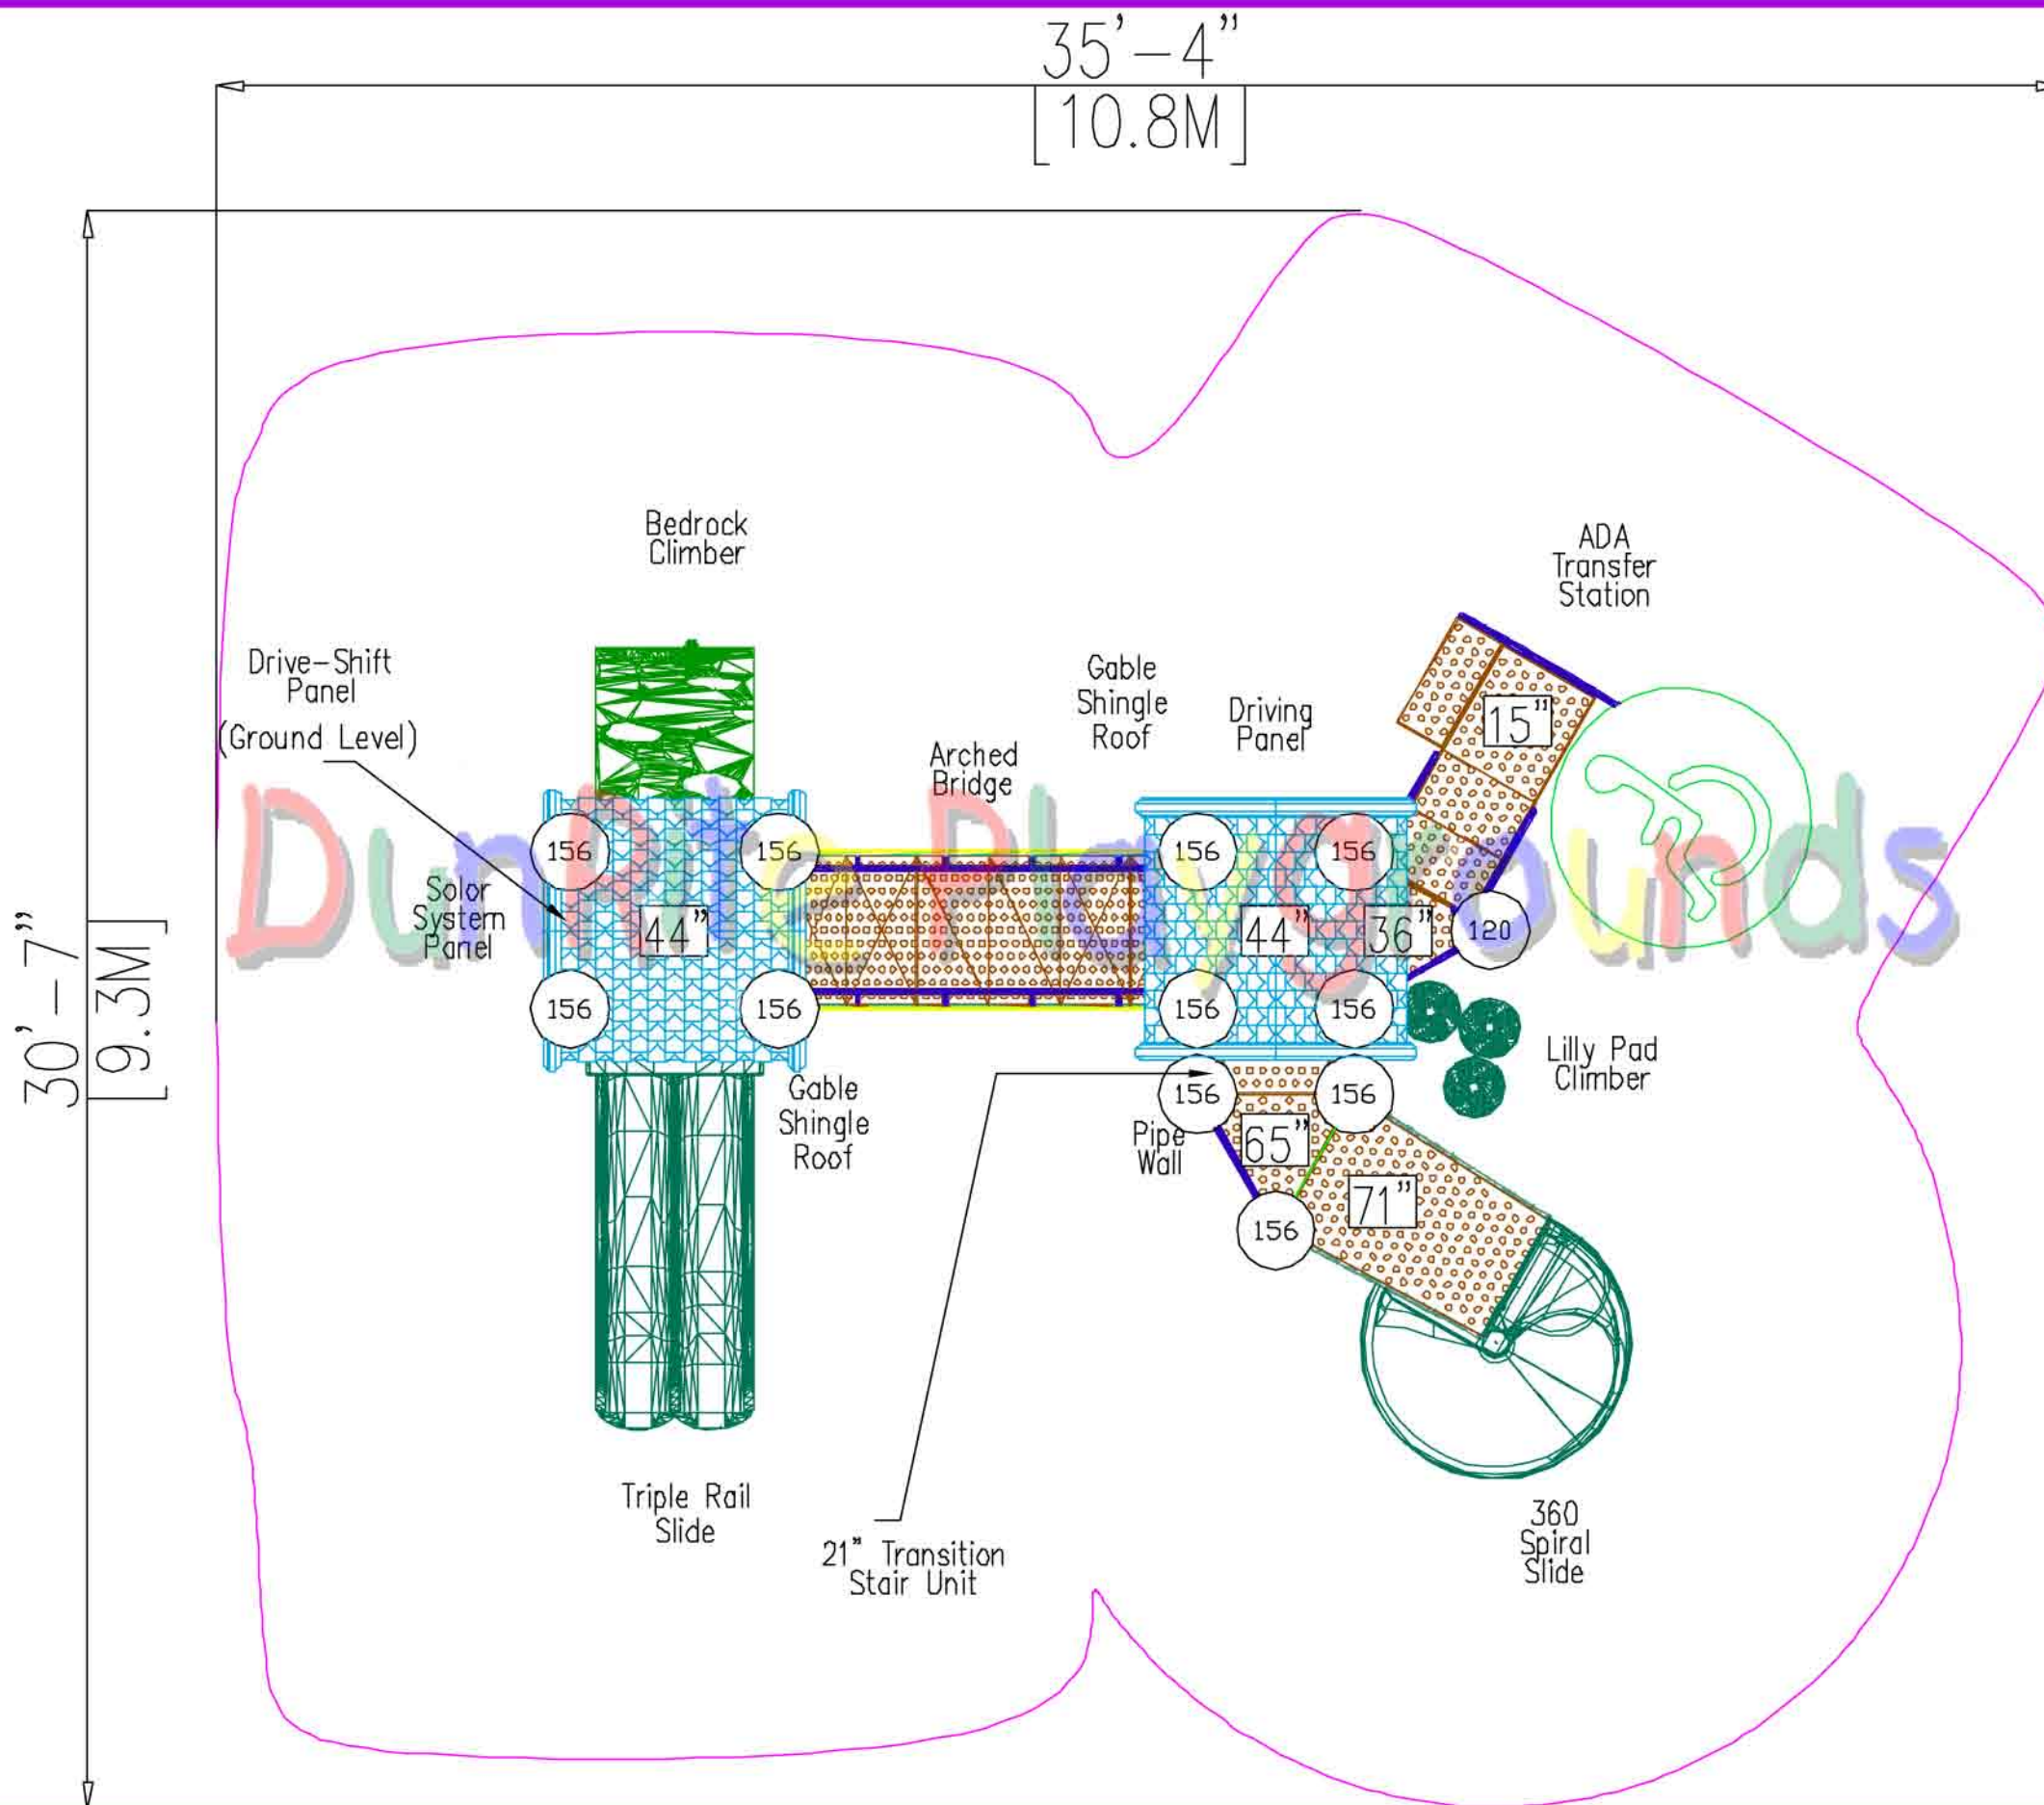 35'-4"
[10.8M]
30'-7"
[9.3M]
Bedrock
Climber
ADA
Transfer
Station
Drive-Shift
Panel
(Ground Level)
Gable
Shingle
Roof
Driving
Panel
15"
Arched
Bridge
DunRite Playgrounds
156
156
156
156
Solor
System
Panel
44"
44"
36"
120
156
156
156
156
Lilly Pad
Climber
Gable
Shingle
Roof
156
156
Pipe
Wall
65"
71"
156
Triple Rail
Slide
21" Transition
Stair Unit
360
Spiral
Slide